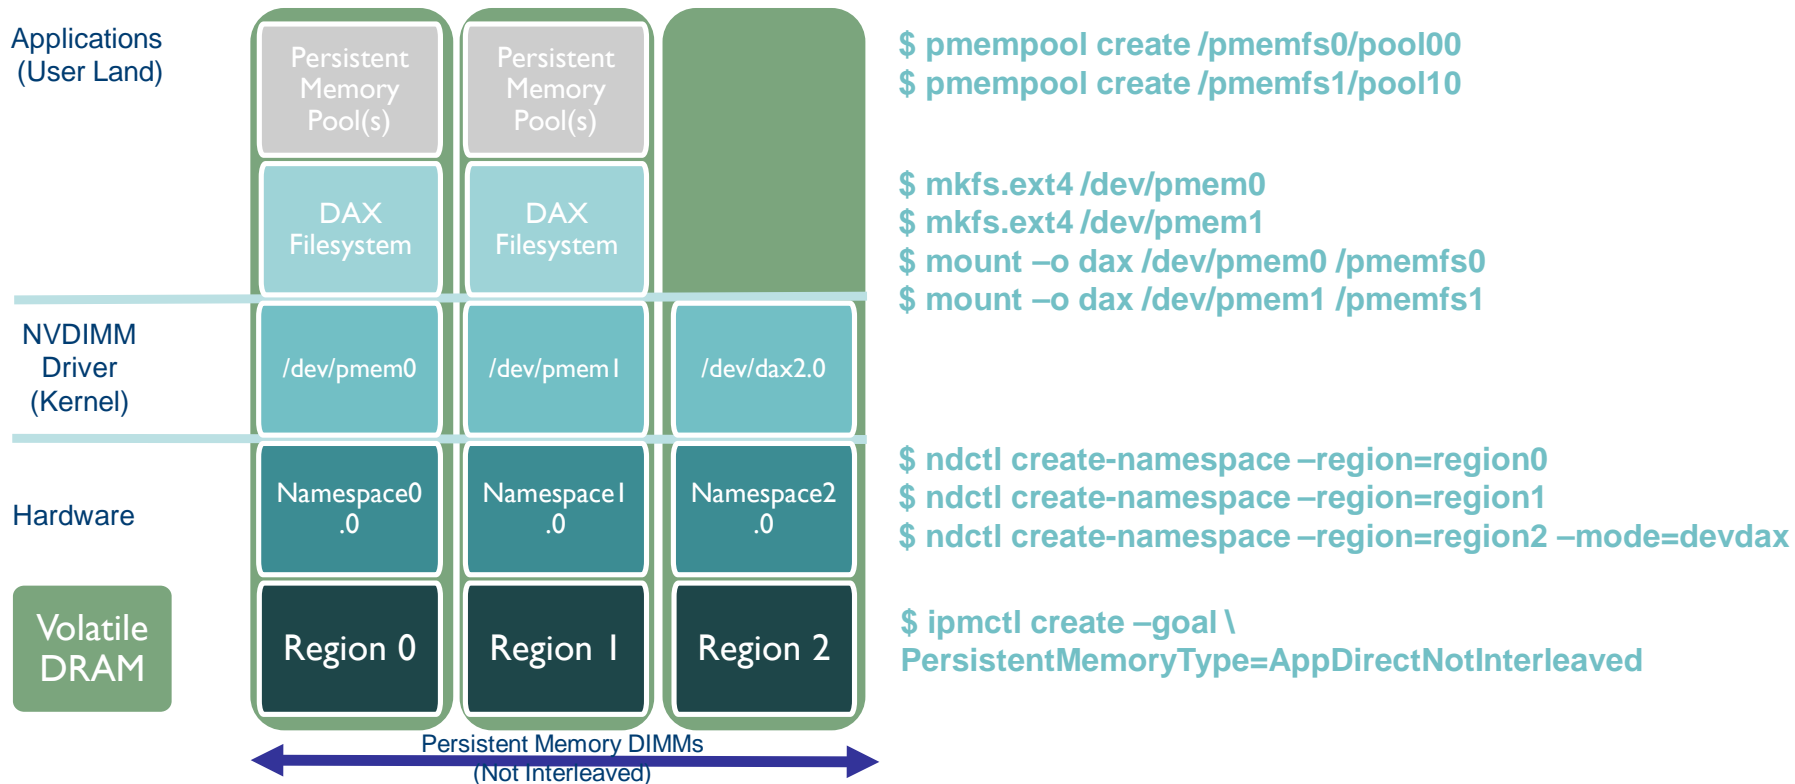 Applications
(User Land)
Persistent
Memory
Pool(s)
Persistent
Memory
Pool(s)
$ pmempool create /pmemfs0/pool00
$ pmempool create /pmemfs1/pool10
DAX
Filesystem
DAX
Filesystem
$ mkfs.ext4 /dev/pmem0
$ mkfs.ext4 /dev/pmem1
$ mount –o dax /dev/pmem0 /pmemfs0
$ mount –o dax /dev/pmem1 /pmemfs1
NVDIMM
Driver
(Kernel)
/dev/pmem0
/dev/pmem1
/dev/dax2.0
Hardware
Namespace0
.0
Namespace1
.0
Namespace2
.0
$ ndctl create-namespace –region=region0
$ ndctl create-namespace –region=region1
$ ndctl create-namespace –region=region2 –mode=devdax
Volatile
DRAM
Region 0
Region 1
Region 2
$ ipmctl create –goal \
PersistentMemoryType=AppDirectNotInterleaved
Persistent Memory DIMMs
(Not Interleaved)